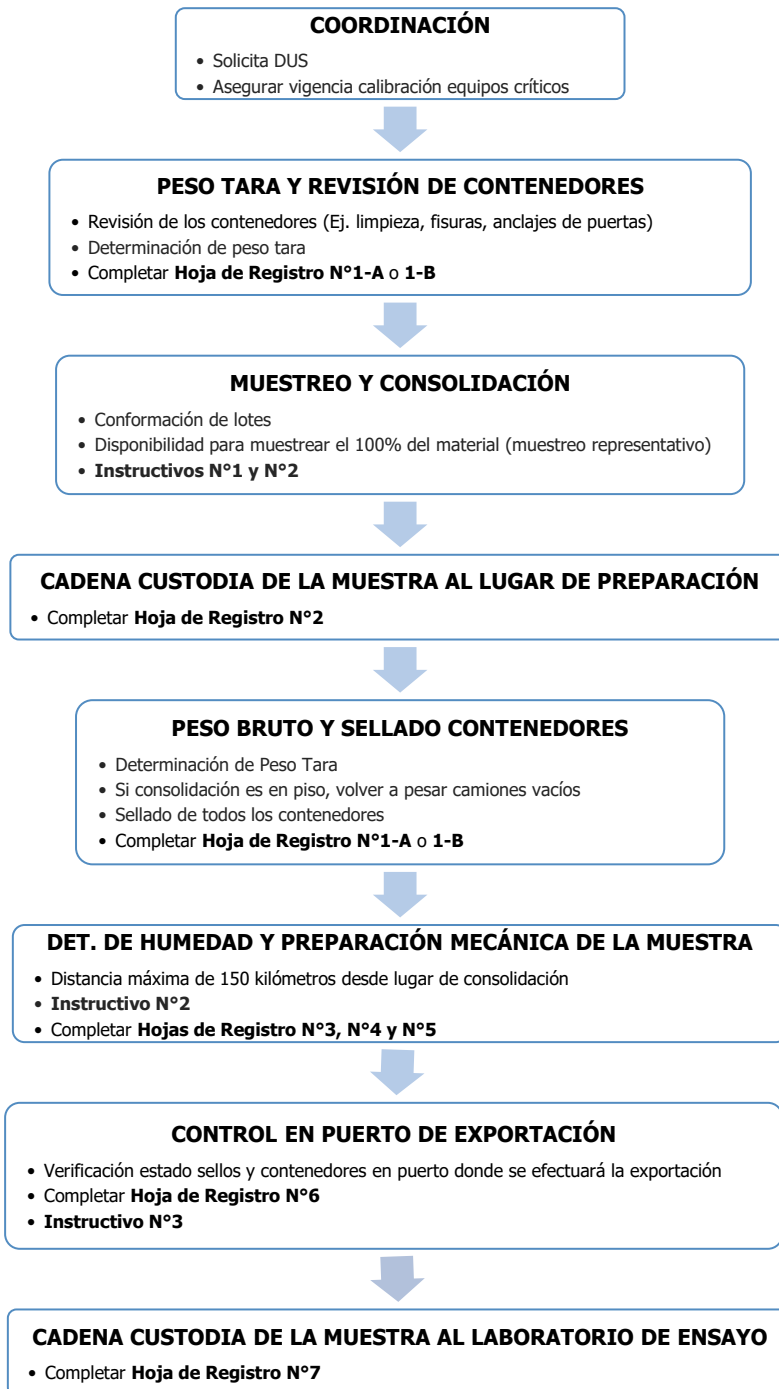 COORDINACIÓN
• Solicita DUS
• Asegurar vigencia calibración equipos críticos
PESO TARA Y REVISIÓN DE CONTENEDORES
• Revisión de los contenedores (Ej. limpieza, fisuras, anclajes de puertas)
• Determinación de peso tara
• Completar Hoja de Registro N°1-A o 1-B
MUESTREO Y CONSOLIDACIÓN
• Conformación de lotes
• Disponibilidad para muestrear el 100% del material (muestreo representativo)
• Instructivos N°1 y N°2
CADENA CUSTODIA DE LA MUESTRA AL LUGAR DE PREPARACIÓN
• Completar Hoja de Registro N°2
PESO BRUTO Y SELLADO CONTENEDORES
• Determinación de Peso Tara
• Si consolidación es en piso, volver a pesar camiones vacíos
• Sellado de todos los contenedores
• Completar Hoja de Registro N°1-A o 1-B
DET. DE HUMEDAD Y PREPARACIÓN MECÁNICA DE LA MUESTRA
• Distancia máxima de 150 kilómetros desde lugar de consolidación
• Instructivo N°2
• Completar Hojas de Registro N°3, N°4 y N°5
CONTROL EN PUERTO DE EXPORTACIÓN
• Verificación estado sellos y contenedores en puerto donde se efectuará la exportación
• Completar Hoja de Registro N°6
• Instructivo N°3
CADENA CUSTODIA DE LA MUESTRA AL LABORATORIO DE ENSAYO
• Completar Hoja de Registro N°7